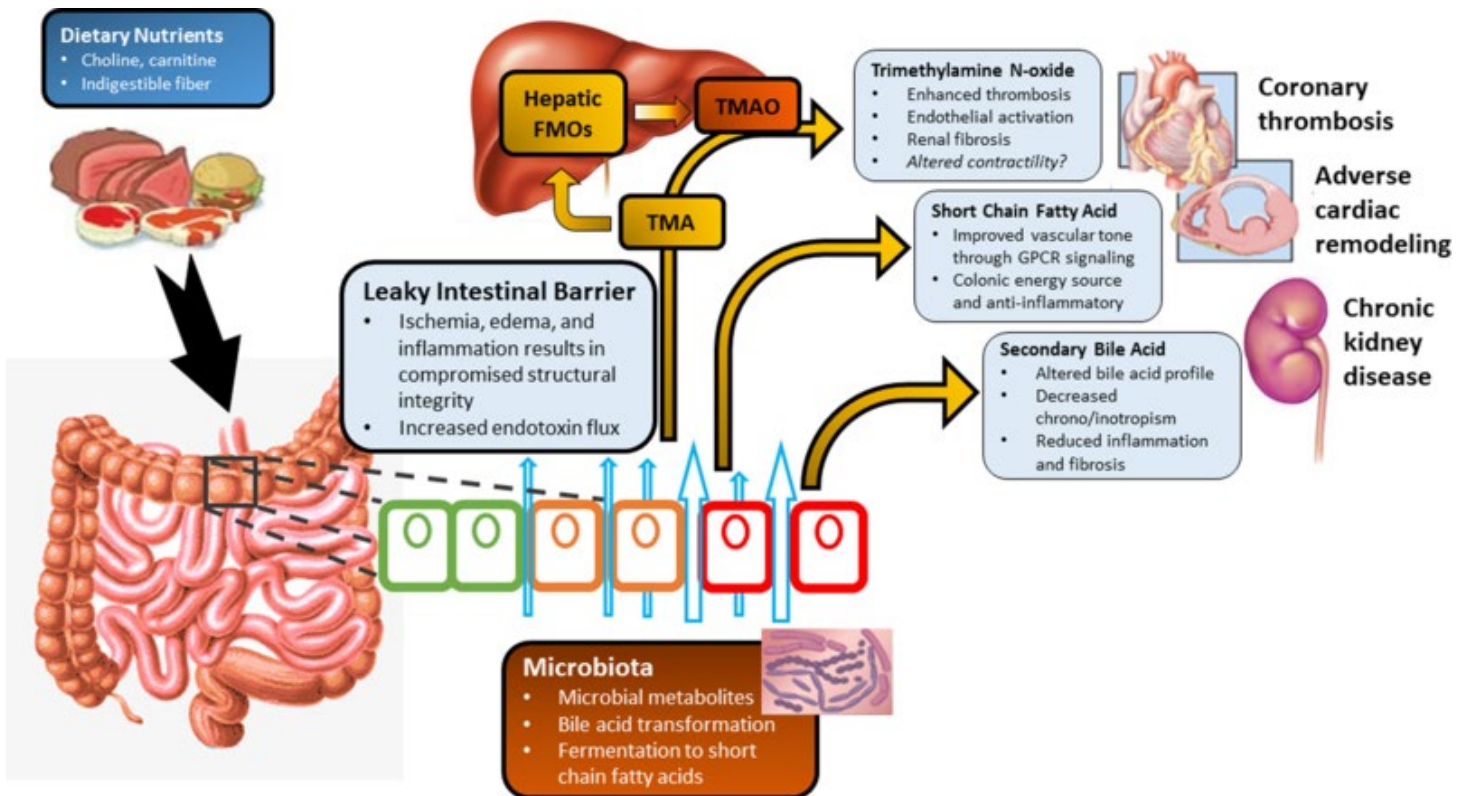 Dietary Nutrients
• Choline, carnitine
• Indigestible fiber
Hepatic
FMOs
TMAO
TMA
Trimethylamine N-oxide
• Enhanced thrombosis
• Endothelial activation
• Renal fibrosis
• Altered contractility?
Coronary
thrombosis
Short Chain Fatty Acid
• Improved vascular tone
through GPCR signaling
• Colonic energy source
and anti-inflammatory
Adverse
cardiac
remodeling
Leaky Intestinal Barrier
• Ischemia, edema, and
inflammation results in
compromised structural
integrity
• Increased endotoxin flux
Secondary Bile Acid
• Altered bile acid profile
• Decreased
chrono/inotropism
• Reduced inflammation
and fibrosis
Chronic
kidney
disease
Microbiota
• Microbial metabolites
• Bile acid transformation
• Fermentation to short
chain fatty acids